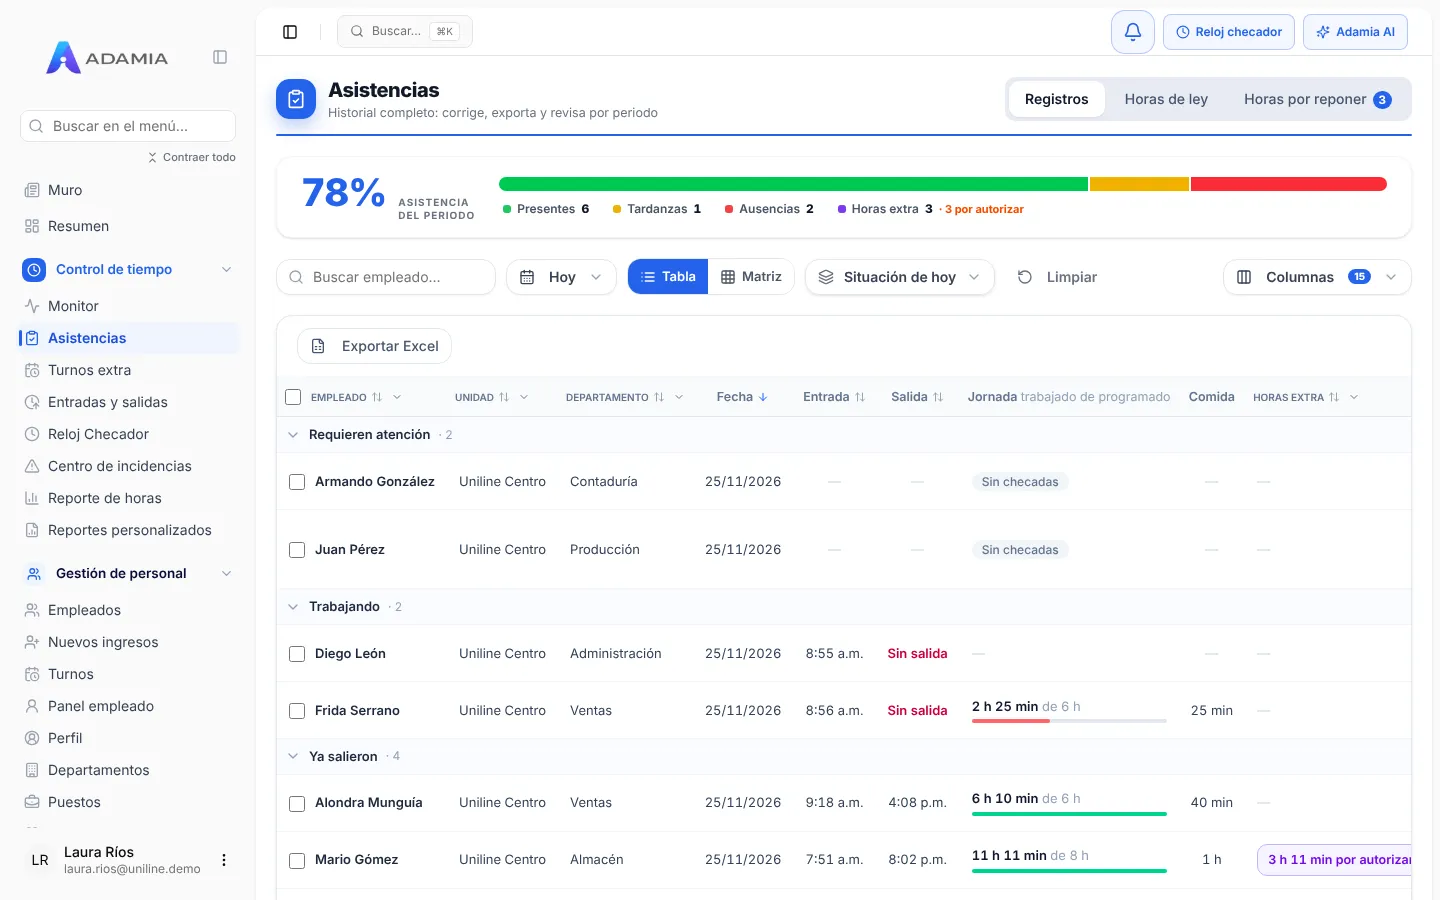 ADAMIA
Buscar en el menú...
Contraer todo
Muro
Resumen
Control de tiempo
Monitor
Asistencias
Turnos extra
Entradas y salidas
Reloj Checador
Centro de incidencias
Reporte de horas
Reportes personalizados
Gestión de personal
Empleados
Nuevos ingresos
Turnos
Panel empleado
Perfil
Departamentos
Puestos
LR
Laura Ríos
laura.rios@uniline.demo
Buscar... ⌘K
Reloj checador
Adamia AI
Asistencias
Historial completo: corrige, exporta y revisa por periodo
Registros
Horas de ley
Horas por reponer 3
78% ASISTENCIA
DEL PERIODO
Presentes 6 Tardanzas 1 Ausencias 2 Horas extra 3 · 3 por autorizar
Buscar empleado...
Hoy
Tabla
Matriz
Situación de hoy
Limpiar
Columnas 15
Exportar Excel
EMPLEADO UNIDAD DEPARTAMENTO Fecha Entrada Salida Jornada trabajado de programado Comida HORAS EXTRA
Requieren atención · 2
Armando González Uniline Centro Contaduría 25/11/2026 — — Sin checadas — —
Juan Pérez Uniline Centro Producción 25/11/2026 — — Sin checadas — —
Trabajando · 2
Diego León Uniline Centro Administración 25/11/2026 8:55 a.m. Sin salida — — —
Frida Serrano Uniline Centro Ventas 25/11/2026 8:56 a.m. Sin salida 2 h 25 min de 6 h 25 min —
Ya salieron · 4
Alondra Munguía Uniline Centro Ventas 25/11/2026 9:18 a.m. 4:08 p.m. 6 h 10 min de 6 h 40 min —
Mario Gómez Uniline Centro Almacén 25/11/2026 7:51 a.m. 8:02 p.m. 11 h 11 min de 8 h 1 h 3 h 11 min por autorizar